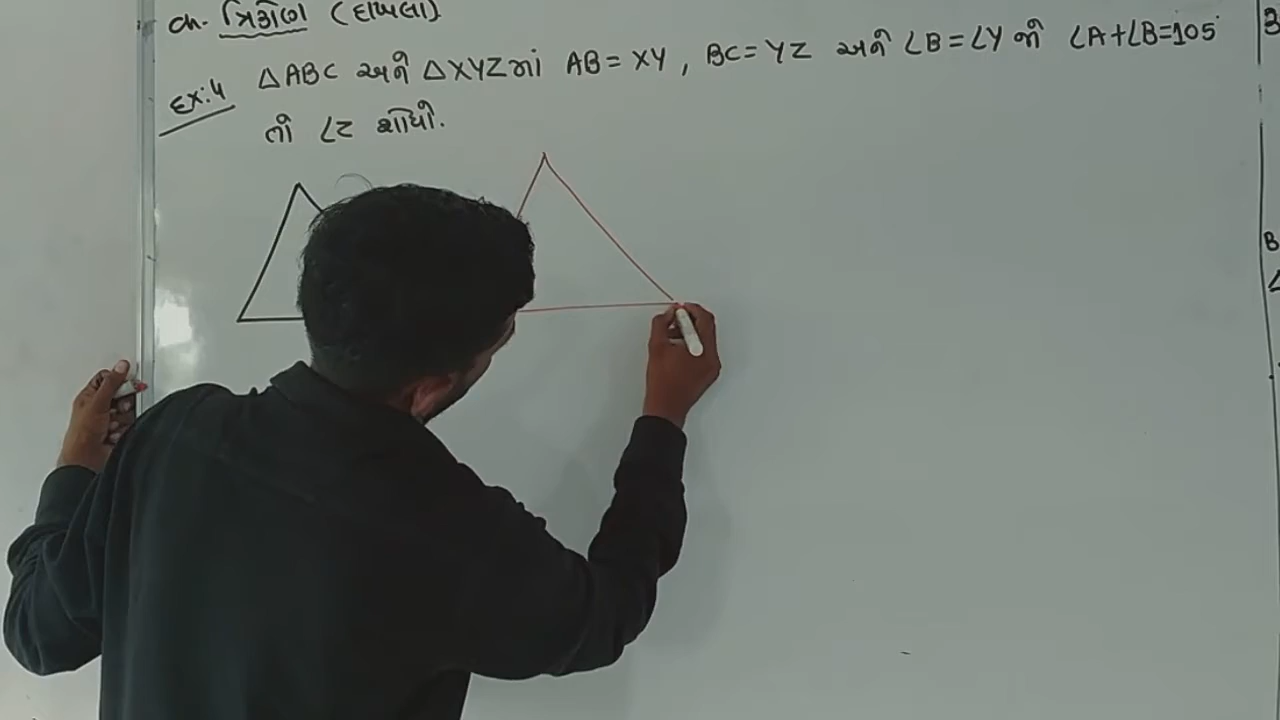 ch. ત્રિકોણ (દાખલા)
Ex:4 △ABC અને △XYZમાં AB = XY, BC = YZ અને ∠B = ∠Y જો ∠A+∠B=105°
તો ∠Z શોધો.
B